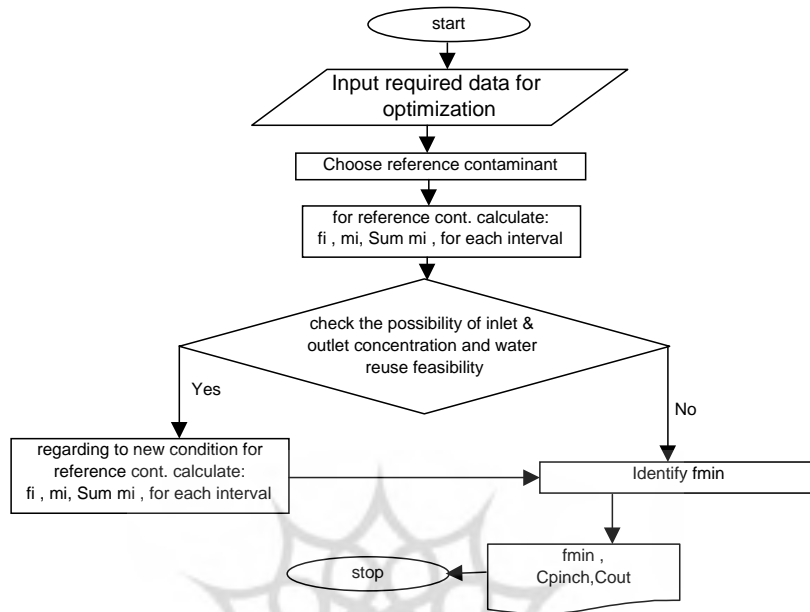 start
Input required data for
optimization
Choose reference contaminant
for reference cont. calculate:
fi , mi, Sum mi , for each interval
check the possibility of inlet &
outlet concentration and water
reuse feasibility
Yes
No
regarding to new condition for
reference cont. calculate:
fi , mi, Sum mi , for each interval
Identify fmin
fmin ,
Cpinch,Cout
stop